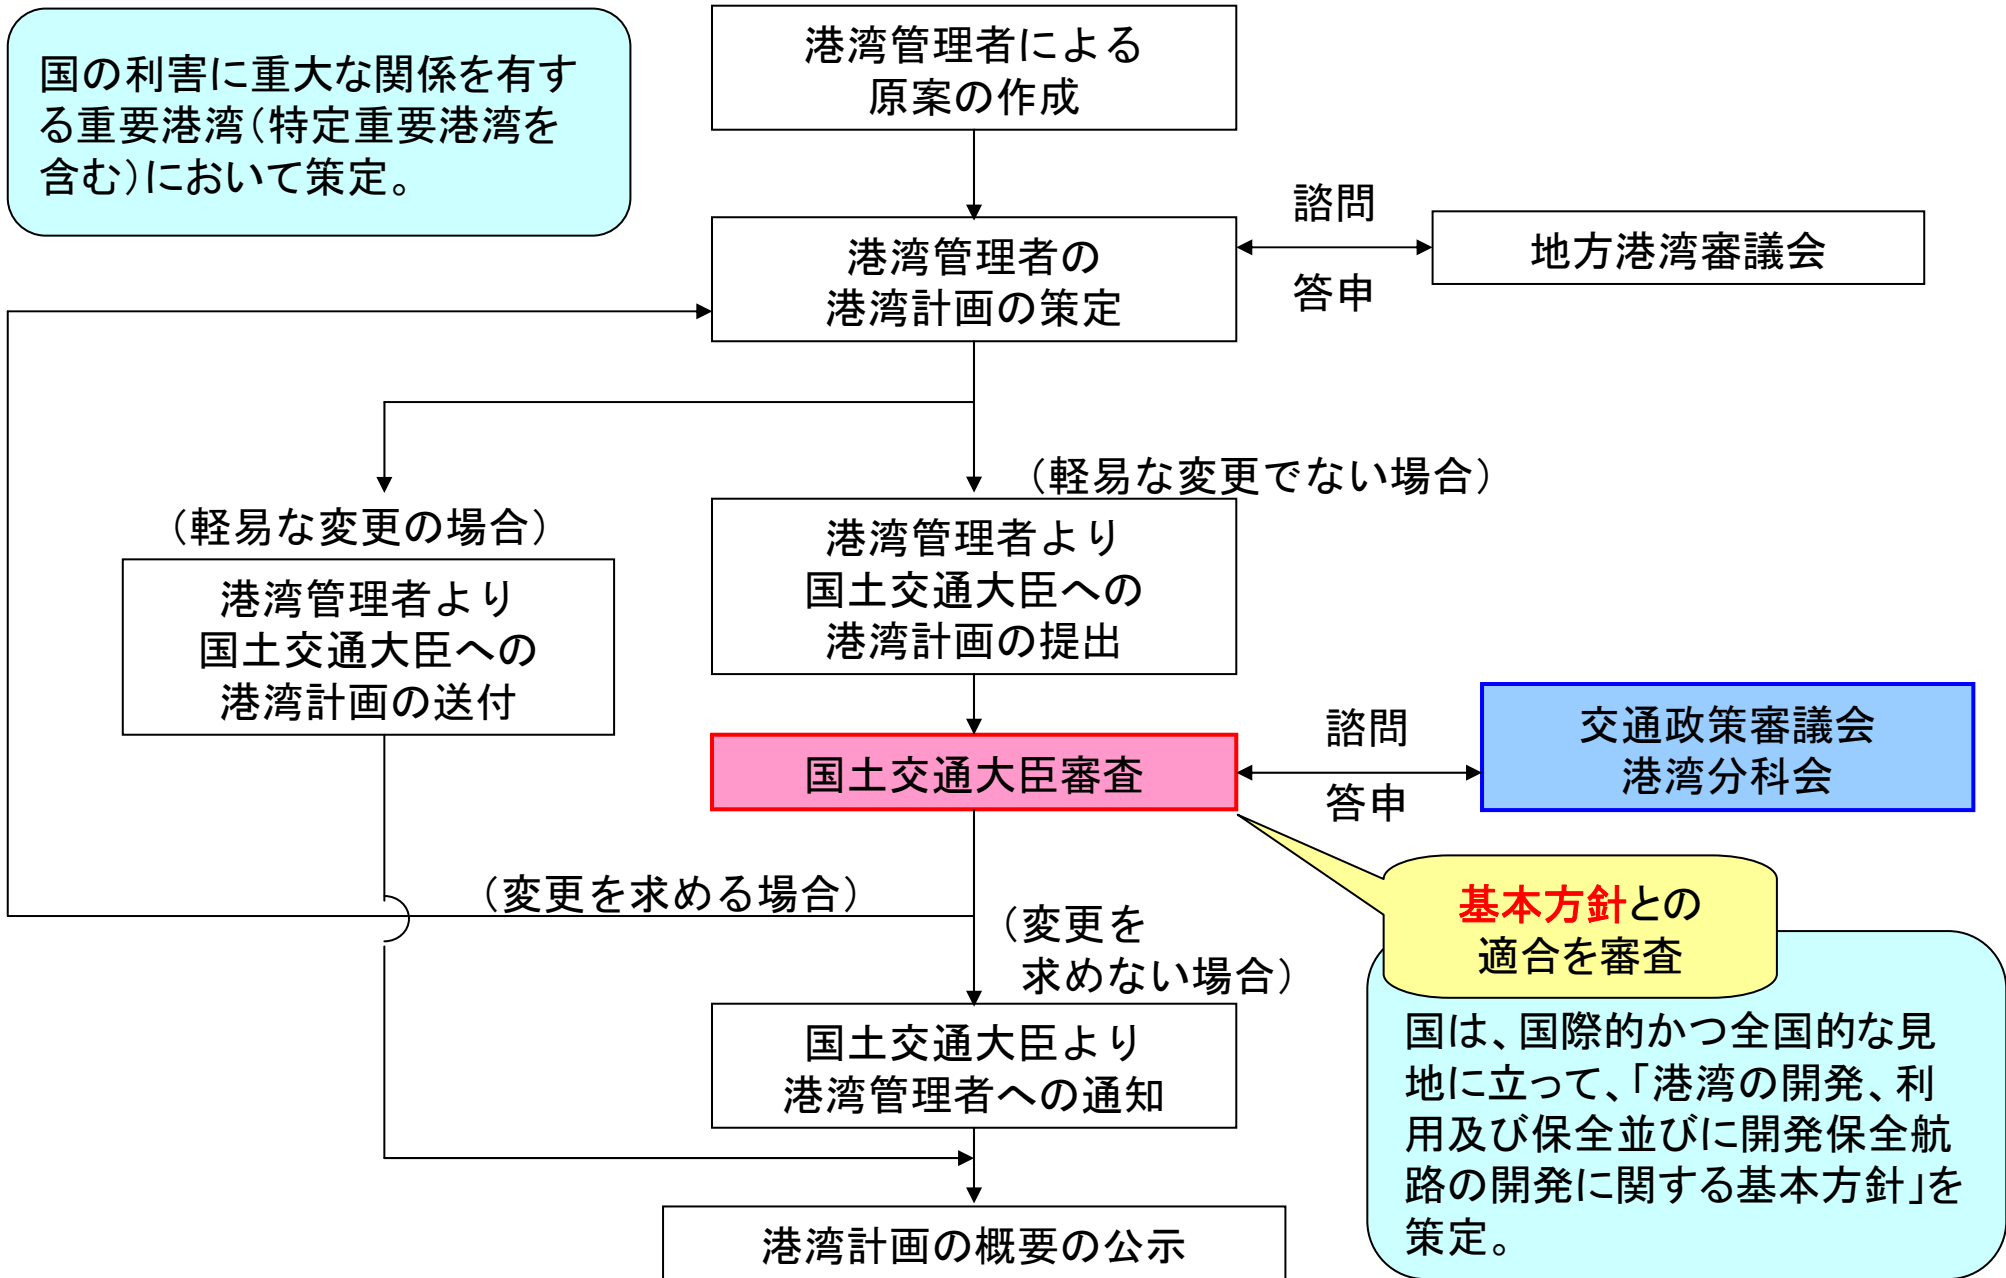 国の利害に重大な関係を有す
る重要港湾（特定重要港湾を
含む）において策定。
港湾管理者による
原案の作成
港湾管理者の
港湾計画の策定
諮問
答申
地方港湾審議会
（軽易な変更でない場合）
（軽易な変更の場合）
港湾管理者より
国土交通大臣への
港湾計画の送付
港湾管理者より
国土交通大臣への
港湾計画の提出
国土交通大臣審査
諮問
答申
交通政策審議会
港湾分科会
（変更を求める場合）
（変更を
求めない場合）
基本方針との
適合を審査
国土交通大臣より
港湾管理者への通知
国は、国際的かつ全国的な見
地に立って、「港湾の開発、利
用及び保全並びに開発保全航
路の開発に関する基本方針」を
策定。
港湾計画の概要の公示